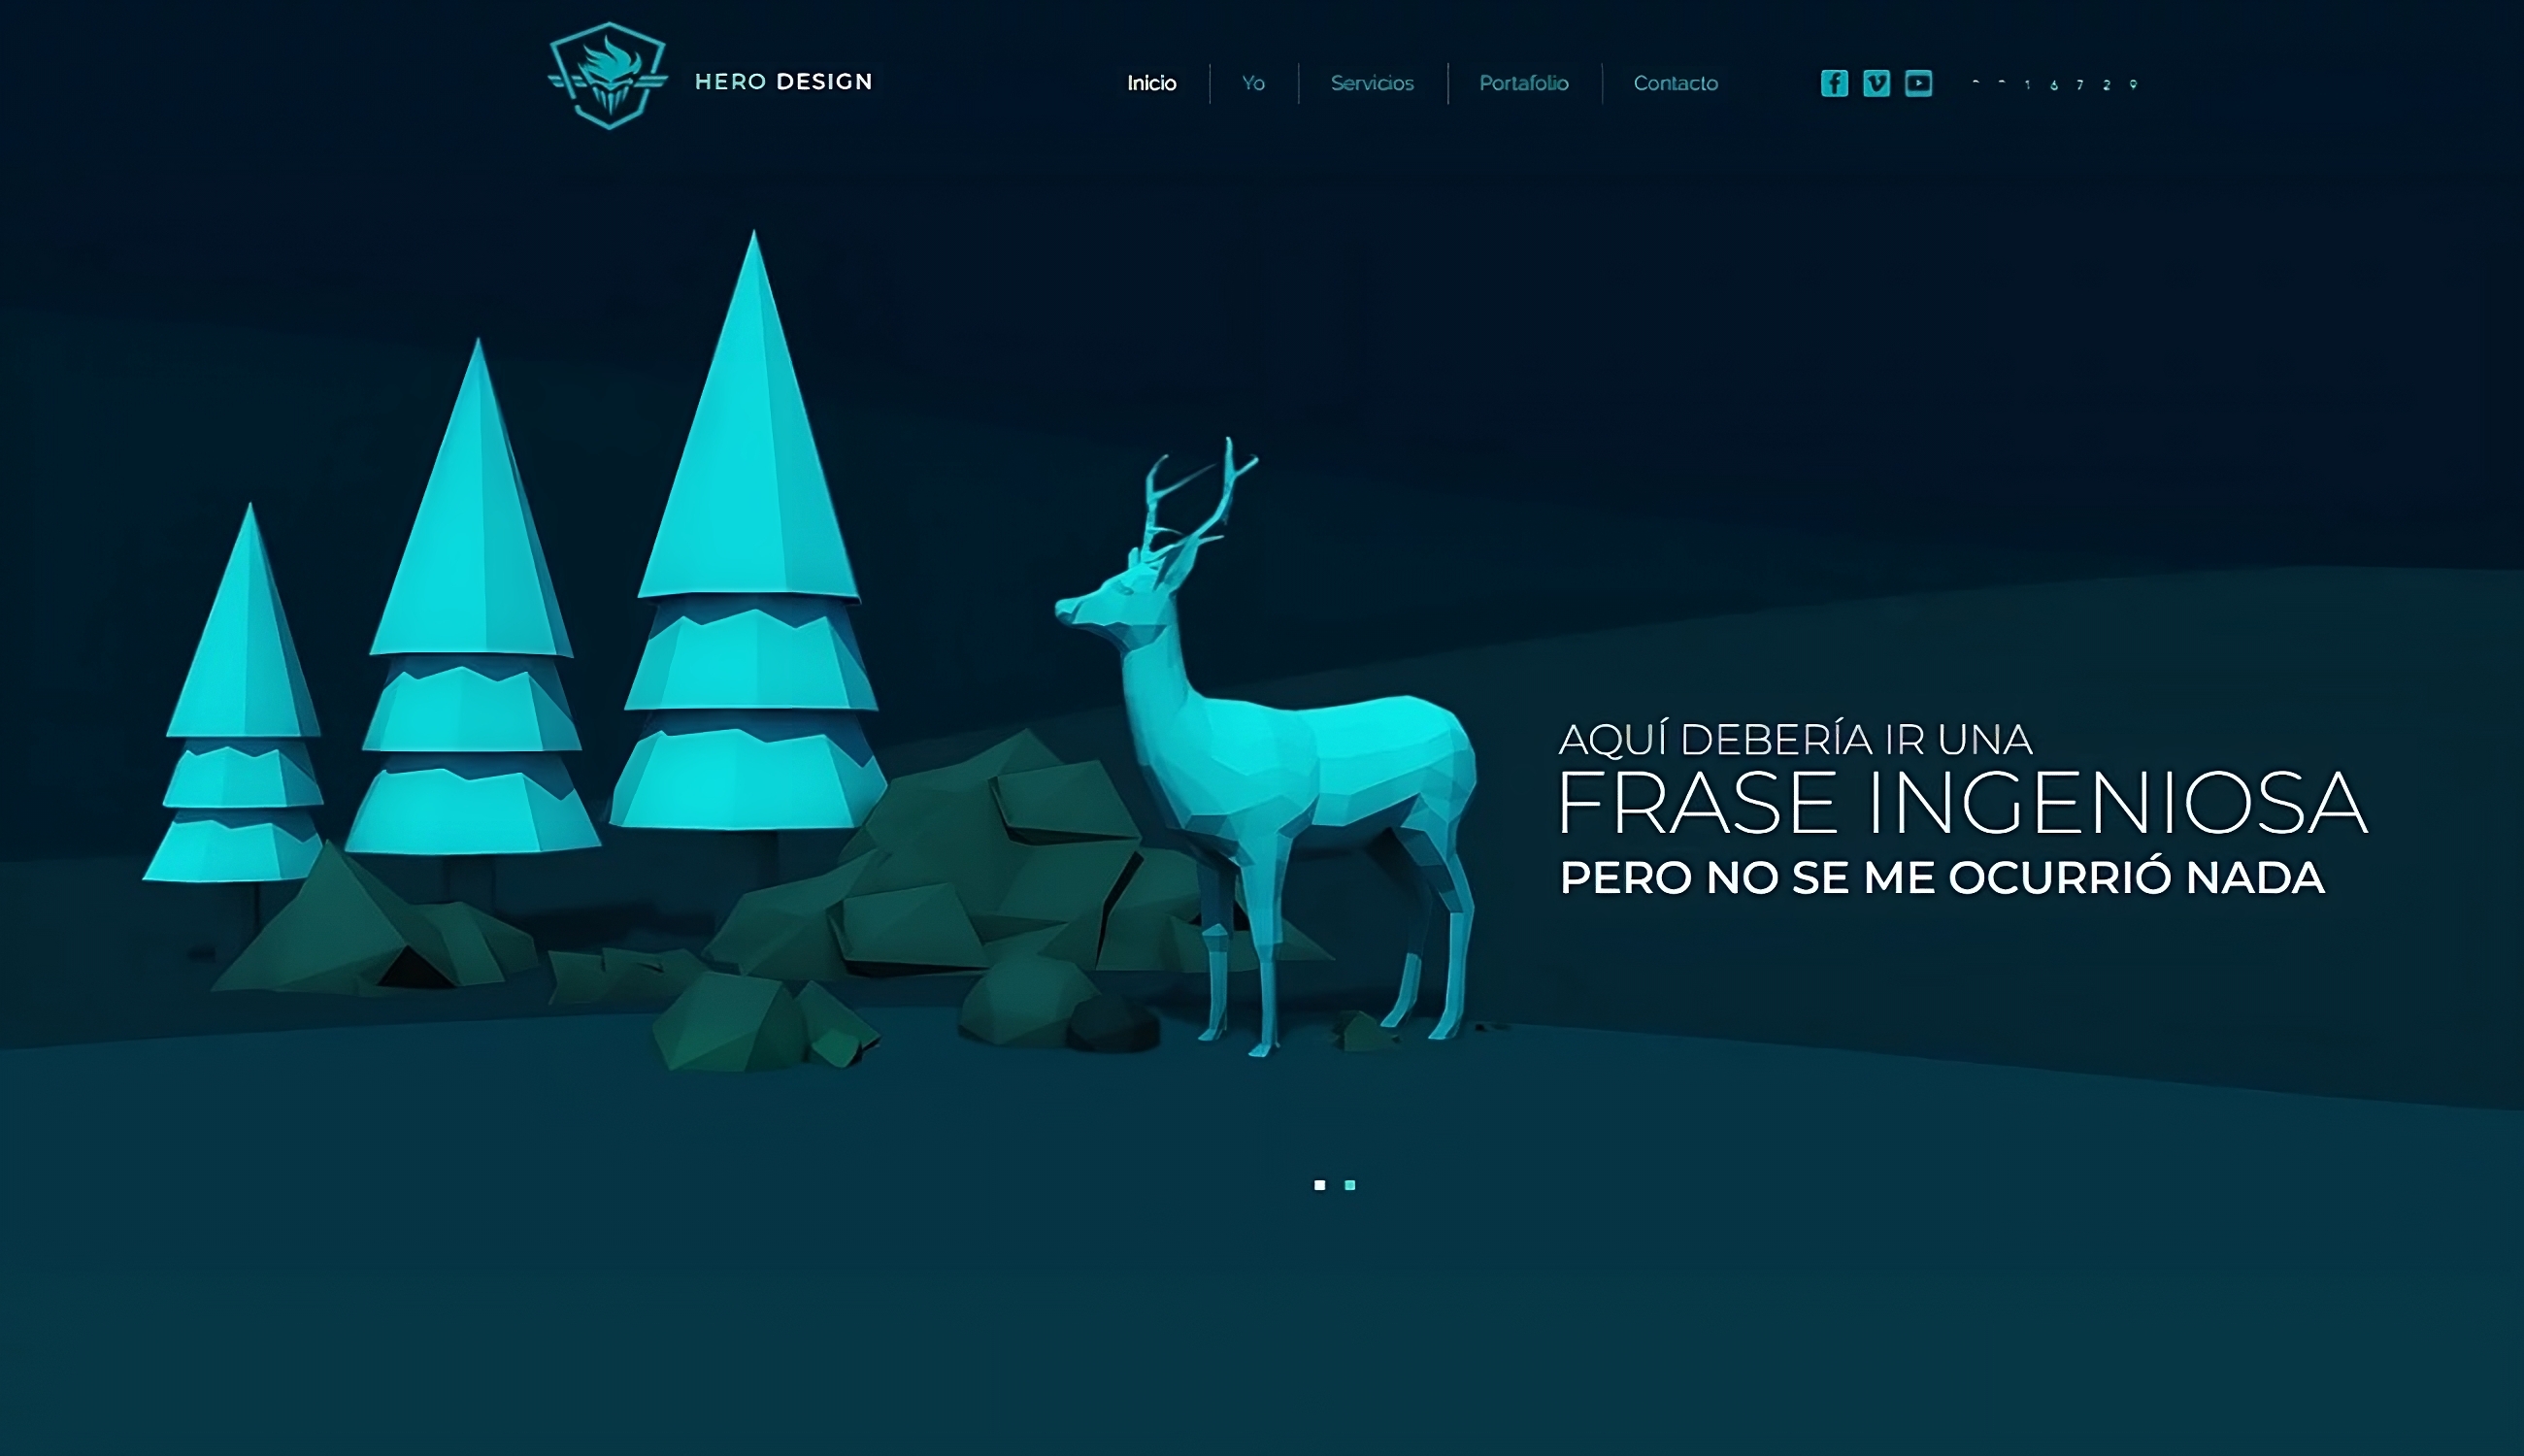 HERO DESIGN
Inicio
Yo
Servicios
Portafolio
Contacto
AQUÍ DEBERÍA IR UNA
FRASE INGENIOSA
PERO NO SE ME OCURRIÓ NADA